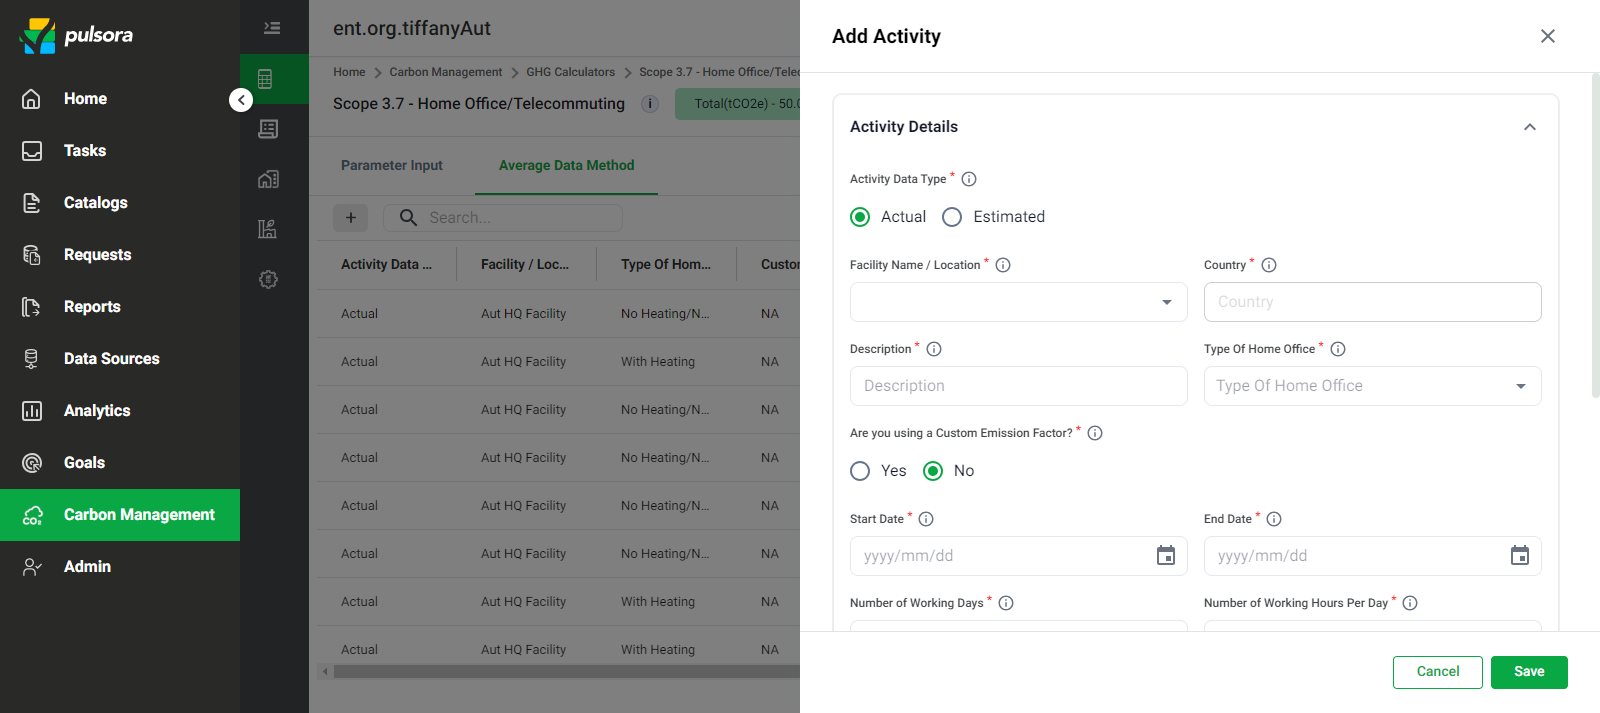 pulsora
Home
Tasks
Catalogs
Requests
Reports
Data Sources
Analytics
Goals
Carbon Management
Admin
ent.org.tiffanyAut
Home > Carbon Management > GHG Calculators > Scope 3.7 - Home Office/Telec
Scope 3.7 - Home Office/Telecommuting i Total(tCO2e) - 50.0
Parameter Input Average Data Method
+ Search...
Activity Data ... Facility / Loc... Type Of Hom... Custom
Actual Aut HQ Facility No Heating/N... NA
Actual Aut HQ Facility With Heating NA
Actual Aut HQ Facility No Heating/N... NA
Actual Aut HQ Facility No Heating/N... NA
Actual Aut HQ Facility No Heating/N... NA
Actual Aut HQ Facility No Heating/N... NA
Actual Aut HQ Facility With Heating NA
Actual Aut HQ Facility With Heating NA
Add Activity
Activity Details
Activity Data Type *
Actual Estimated
Facility Name / Location * Country *
Country
Description * Type Of Home Office *
Description Type Of Home Office
Are you using a Custom Emission Factor? *
Yes No
Start Date * End Date *
yyyy/mm/dd yyyy/mm/dd
Number of Working Days * Number of Working Hours Per Day *
Cancel Save